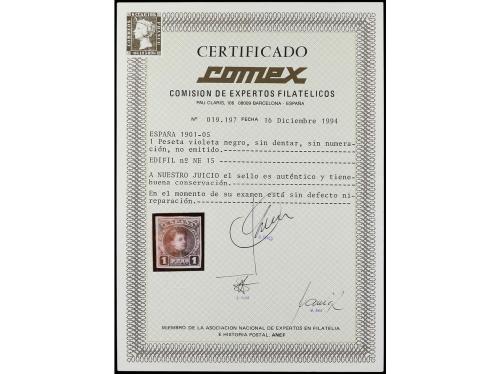 CERTIFICADO
comex
COMISION DE EXPERTOS FILATELICOS
PAU CLARIS, 106 08009 BARCELONA - ESPAÑA
Nº 019.197 FECHA 16 Diciembre 1994
ESPAÑA 1901-05
1 Peseta violeta negro, sin dentar, sin numera-
ción, no emitido.
EDIFIL nº NE 15
A NUESTRO JUICIO el sello es auténtico y tiene
buena conservación.
En el momento de su examen está sin defecto ni
reparación.
ESPAÑA
1 PESETA 1
MIEMBRO DE LA ASOCIACION NACIONAL DE EXPERTOS EN FILATELIA
E HISTORIA POSTAL, ANEF